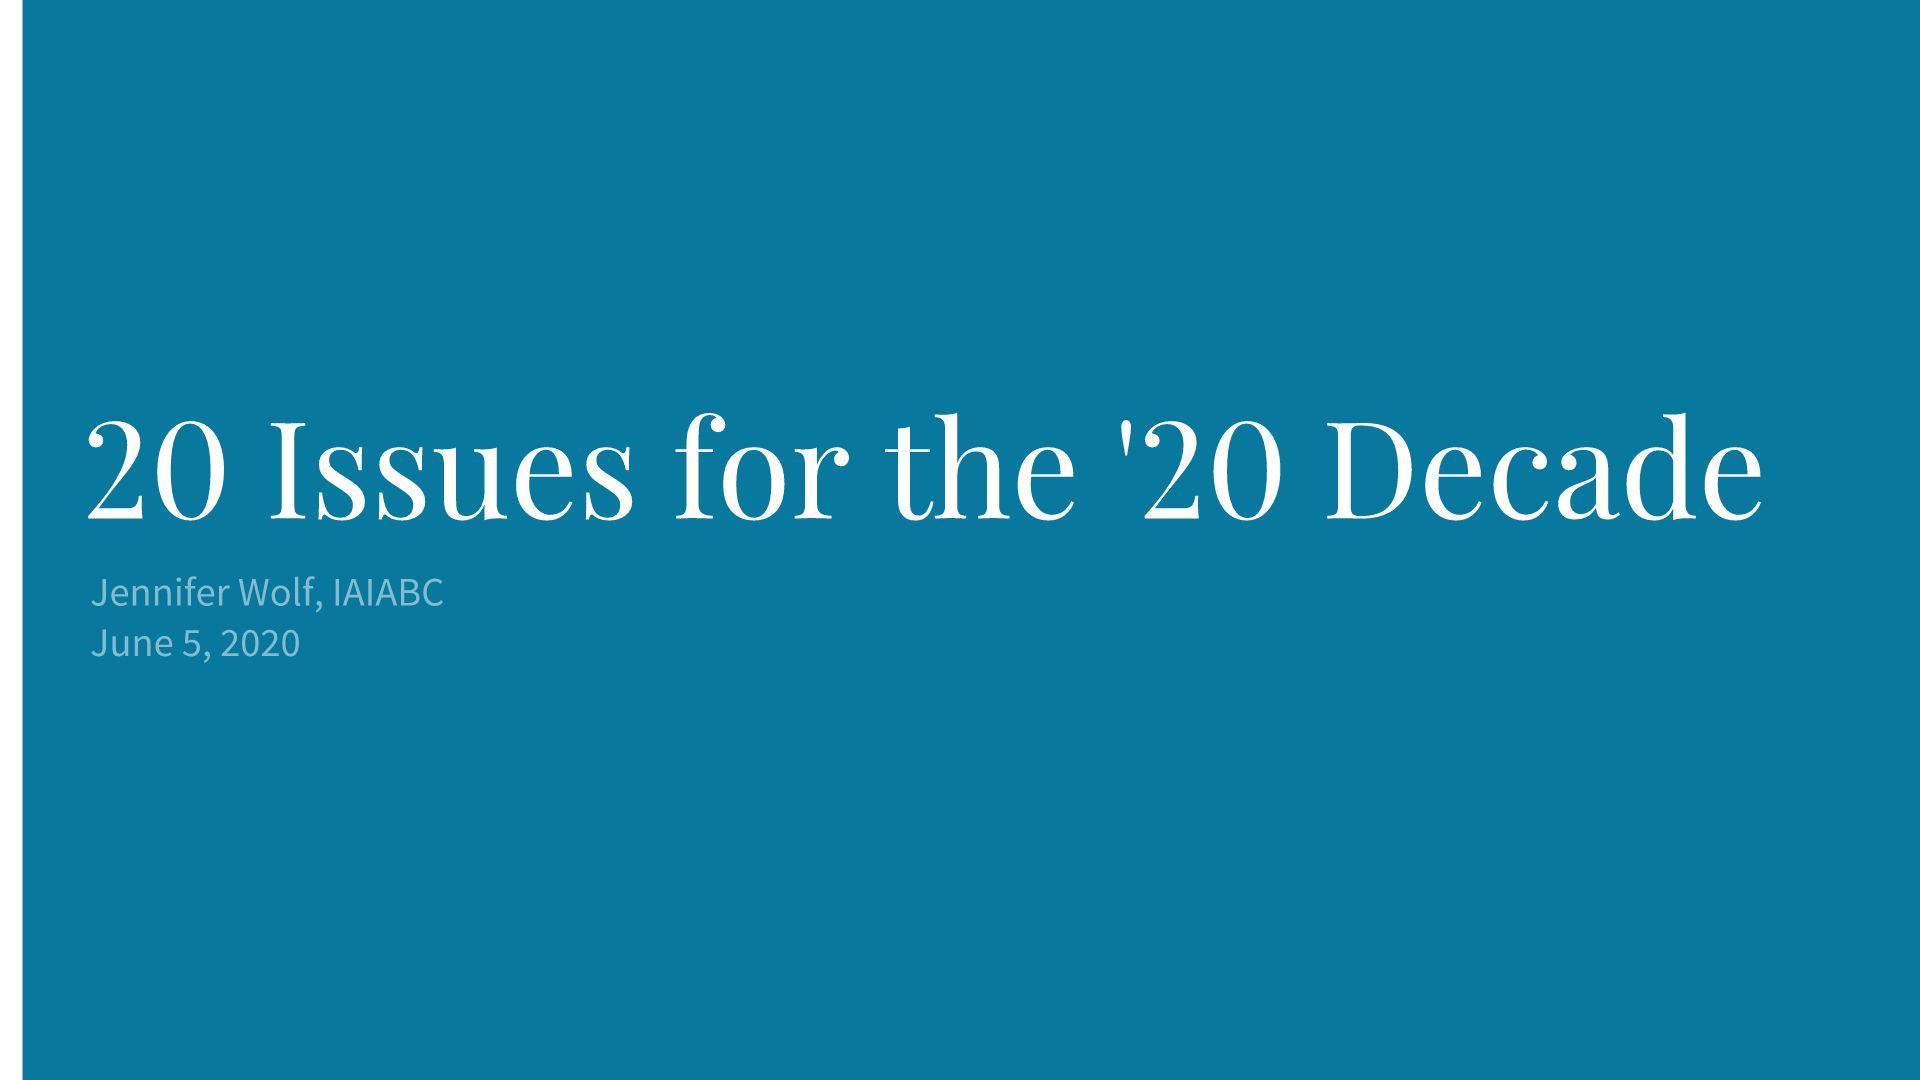 20 Issues for the '20 Decade
Jennifer Wolf, IAIABC
June 5, 2020